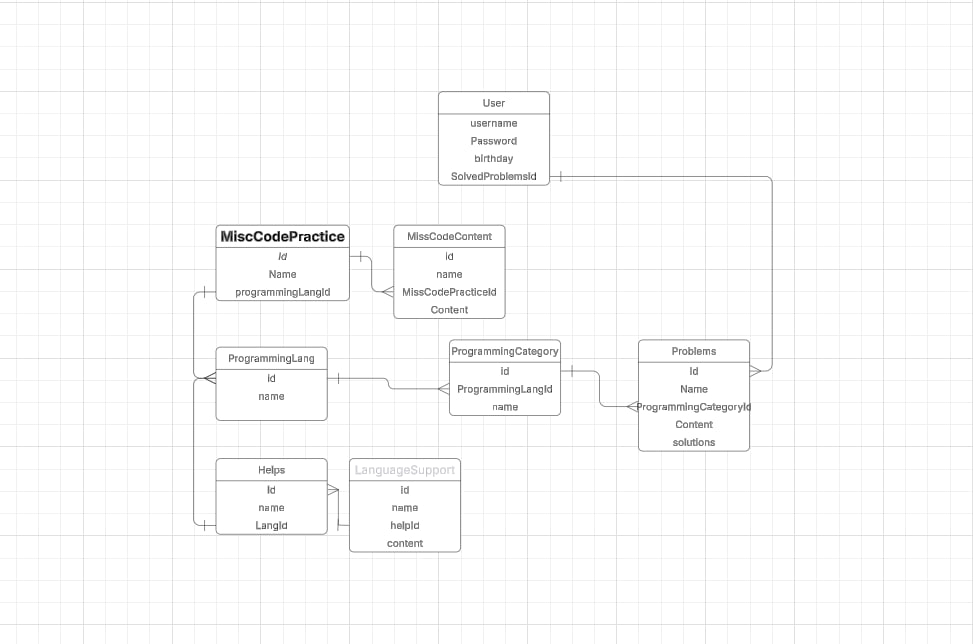 User
username
Password
birthday
SolvedProblemsId
MiscCodePractice
Id
Name
programmingLangId
MissCodeContent
id
name
MissCodePracticeId
Content
ProgrammingLang
id
name
ProgrammingCategory
id
ProgrammingLangId
name
Problems
Id
Name
ProgrammingCategoryId
Content
solutions
Helps
Id
name
LangId
LanguageSupport
id
name
helpId
content